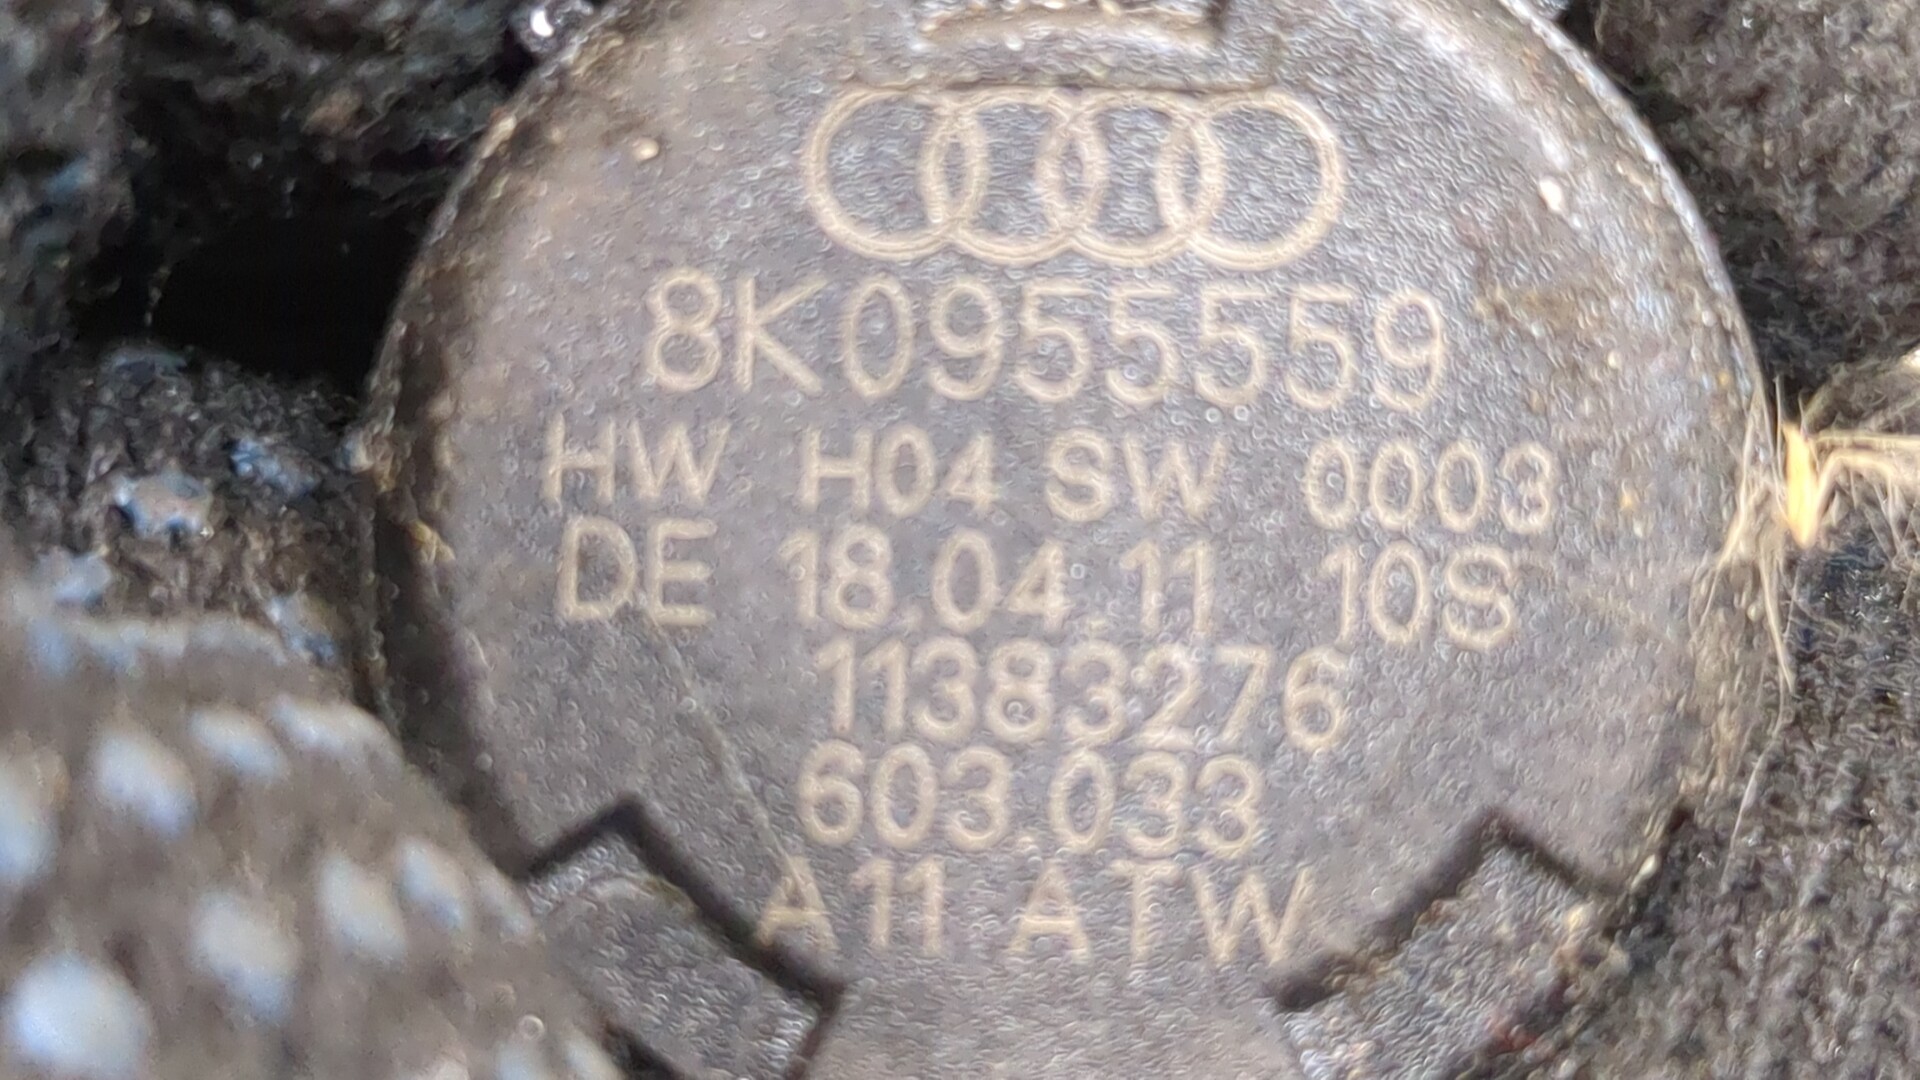 8K0955559
HW H04 SW 0003
DE 18.04.11 10S
11383276
603.033
A11 ATW